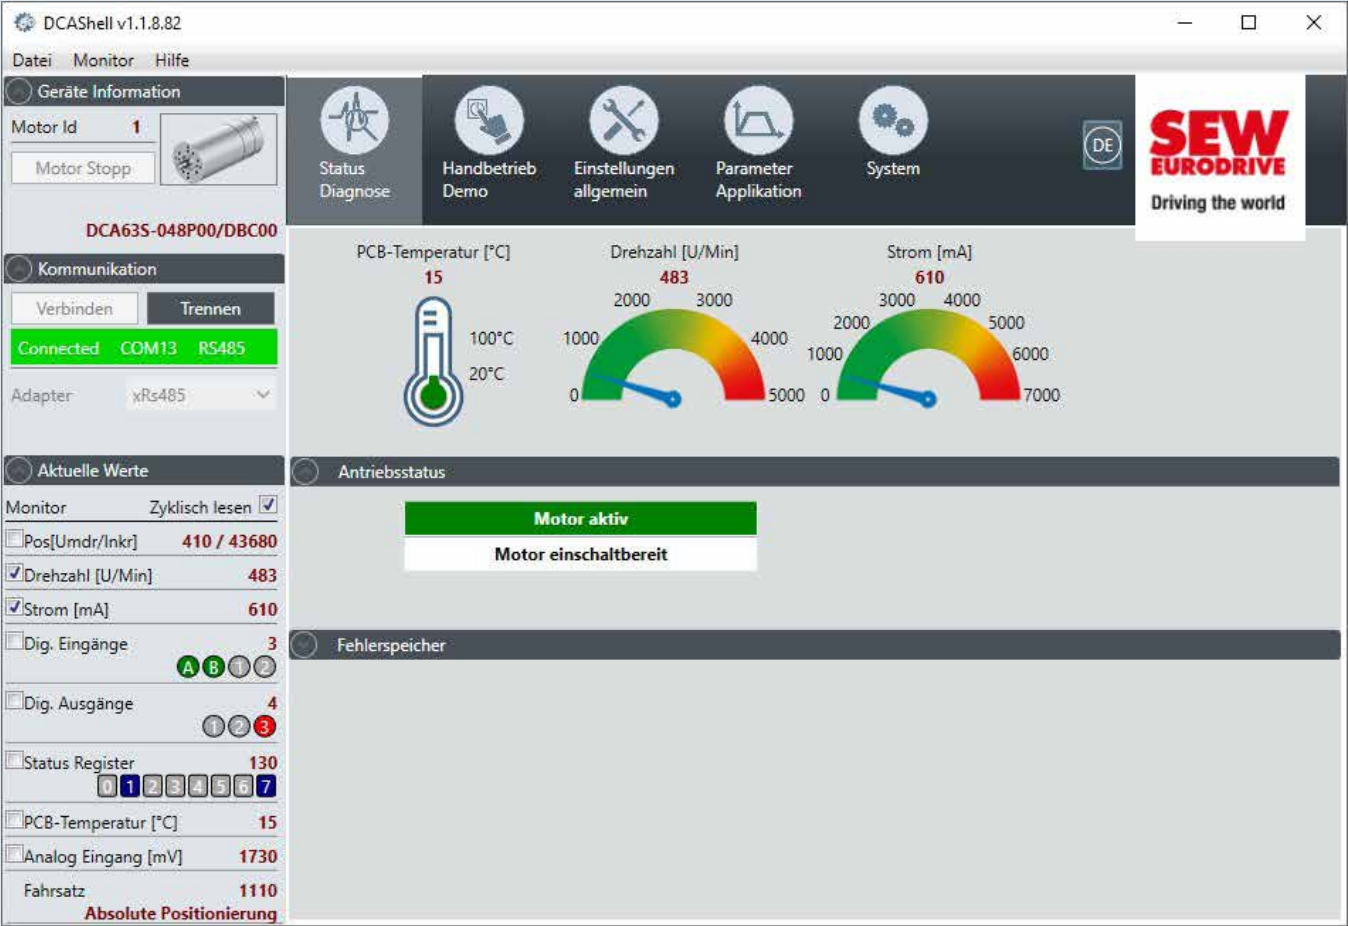 DCAShell v1.1.8.82
Datei Monitor Hilfe
Geräte Information
Motor Id 1
Motor Stopp
DCA63S-048P00/DBC00
Kommunikation
Verbinden Trennen
Connected COM13 RS485
Adapter xRs485
Aktuelle Werte
Monitor Zyklisch lesen
Pos[Umdr/Inkr] 410 / 43680
Drehzahl [U/Min] 483
Strom [mA] 610
Dig. Eingänge 3
A B 1 2
Dig. Ausgänge 4
1 2 3
Status Register 130
0 1 2 3 4 5 6 7
PCB-Temperatur [°C] 15
Analog Eingang [mV] 1730
Fahrsatz 1110
Absolute Positionierung
Status
Diagnose
Handbetrieb
Demo
Einstellungen
allgemein
Parameter
Applikation
System
DE
SEW
EURODRIVE
Driving the world
PCB-Temperatur [°C]
15
100°C
20°C
Drehzahl [U/Min]
483
2000 3000
1000 4000
0 5000
Strom [mA]
610
3000 4000
2000 5000
1000 6000
0 7000
Antriebsstatus
Motor aktiv
Motor einschaltbereit
Fehlerspeicher